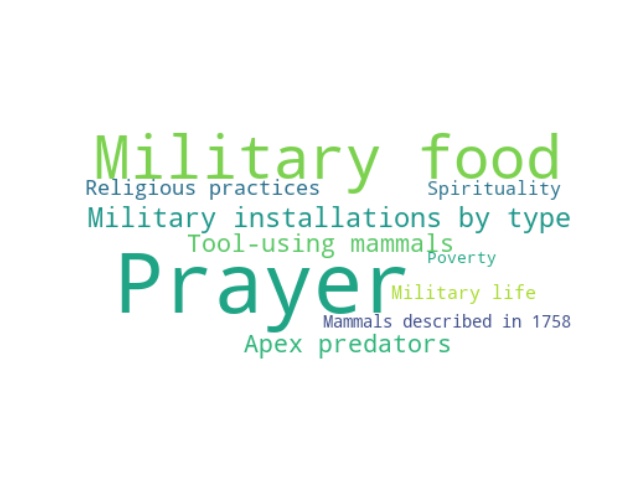 Military food
Religious practices
Spirituality
Military installations by type
Tool-using mammals
Prayer
Poverty
Military life
Mammals described in 1758
Apex predators